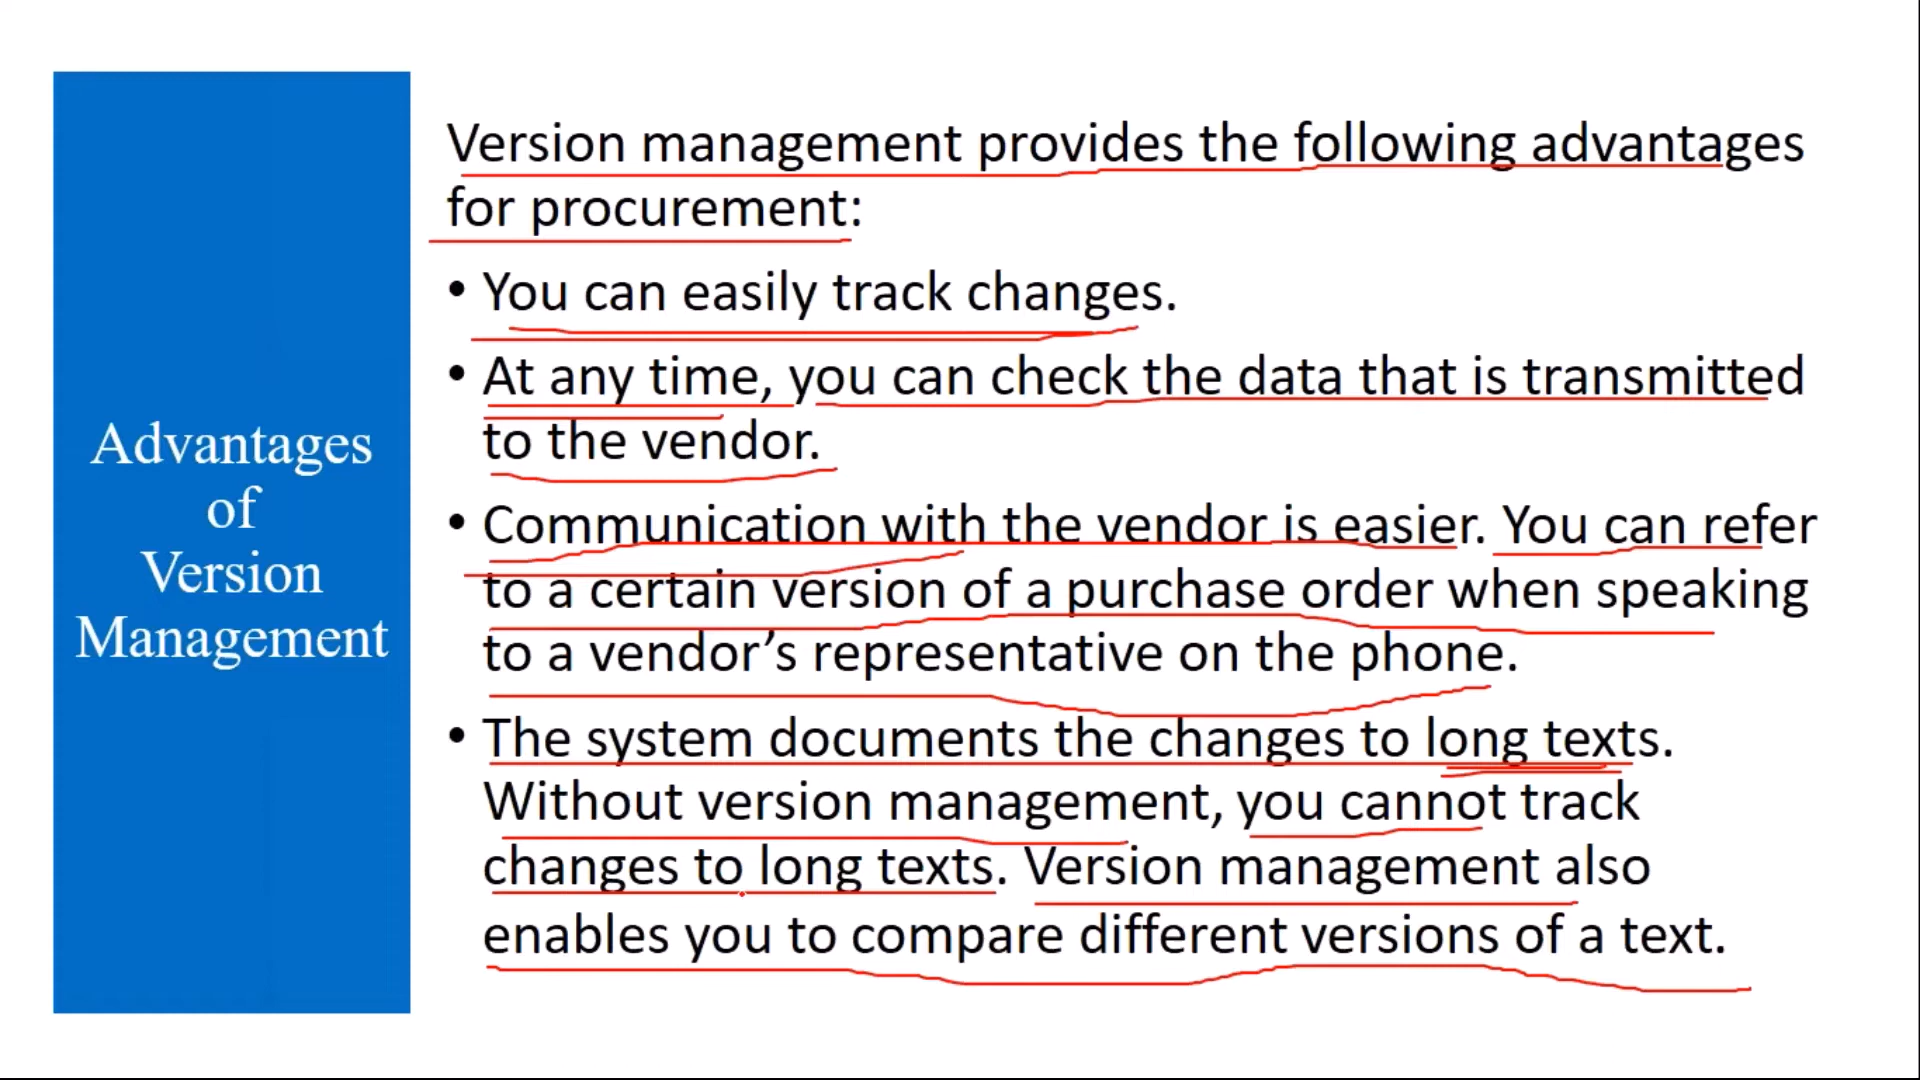 Advantages
of
Version
Management
Version management provides the following advantages
for procurement:
• You can easily track changes.
• At any time, you can check the data that is transmitted
to the vendor.
• Communication with the vendor is easier. You can refer
to a certain version of a purchase order when speaking
to a vendor’s representative on the phone.
• The system documents the changes to long texts.
Without version management, you cannot track
changes to long texts. Version management also
enables you to compare different versions of a text.